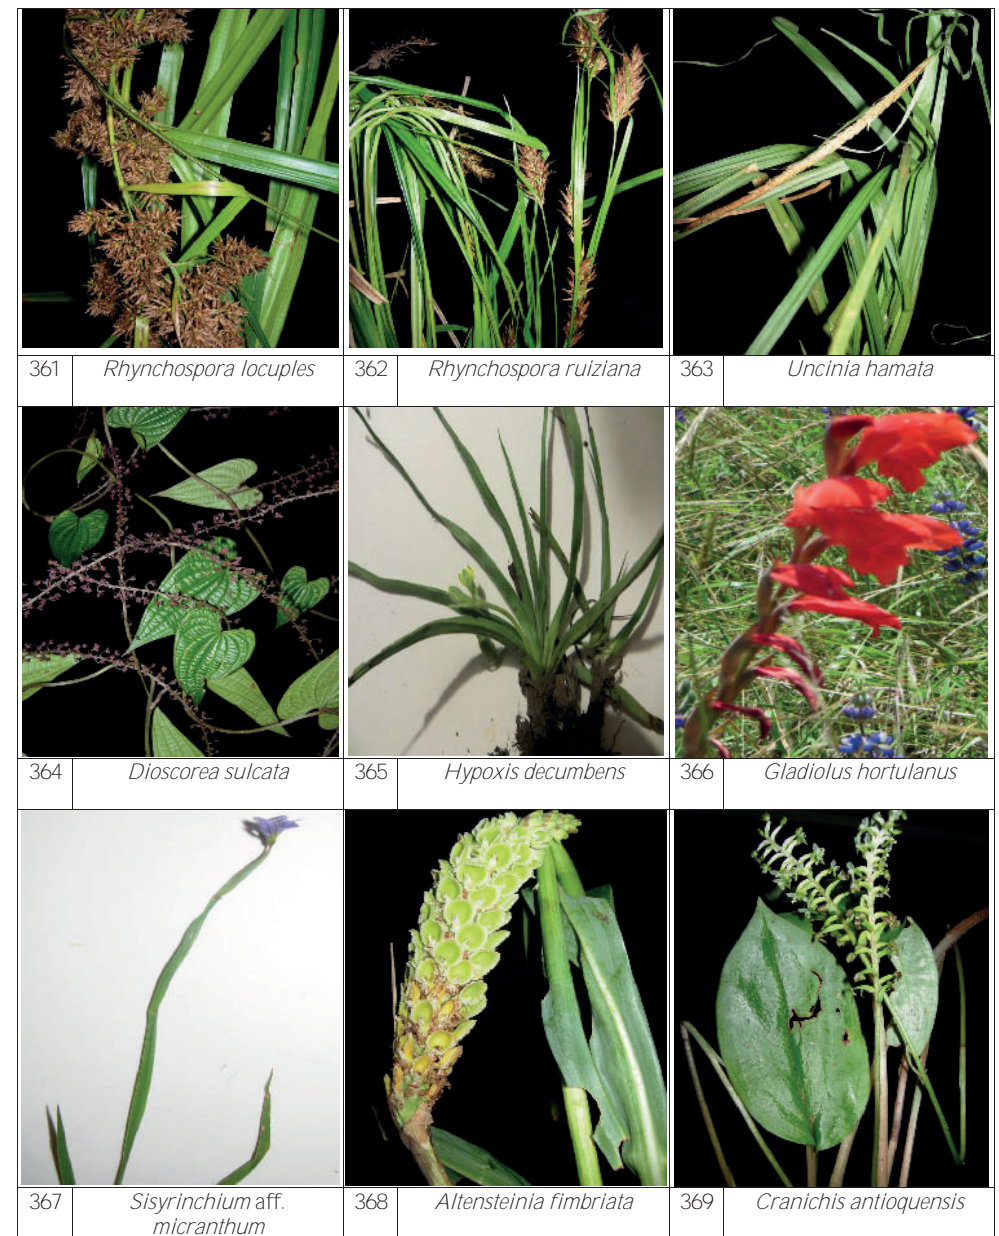 361 Rhynchospora locuples 362 Rhynchospora ruiziana 363 Uncinia hamata
364 Dioscorea sulcata 365 Hypoxis decumbens 366 Gladiolus hortulanus
367 Sisyrinchium aff. 368 Altensteinia fimbriata 369 Cranichis antioquensis
micranthum